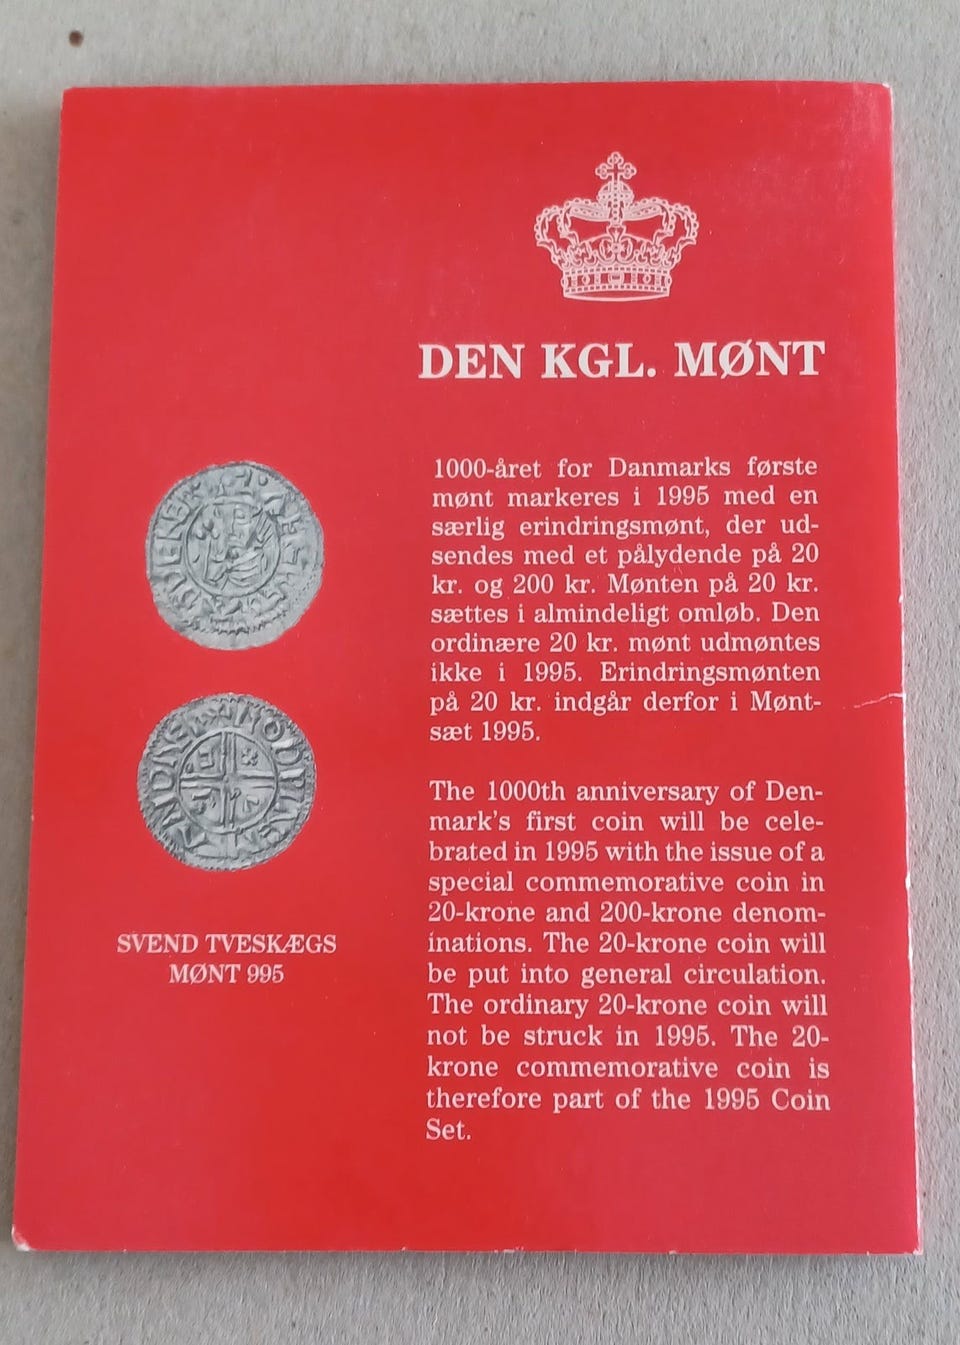 DEN KGL. MØNT
1000-året for Danmarks første
mønt markeres i 1995 med en
særlig erindringsmønt, der ud-
sendes med et pålydende på 20
kr. og 200 kr. Mønten på 20 kr.
sættes i almindeligt omløb. Den
ordinære 20 kr. mønt udmøntes
ikke i 1995. Erindringsmønten
på 20 kr. indgår derfor i Mønt-
sæt 1995.
The 1000th anniversary of Den-
mark's first coin will be cele-
brated in 1995 with the issue of a
special commemorative coin in
20-krone and 200-krone denom-
inations. The 20-krone coin will
be put into general circulation.
The ordinary 20-krone coin will
not be struck in 1995. The 20-
krone commemorative coin is
therefore part of the 1995 Coin
Set.
SVEND TVESKÆGS
MØNT 995